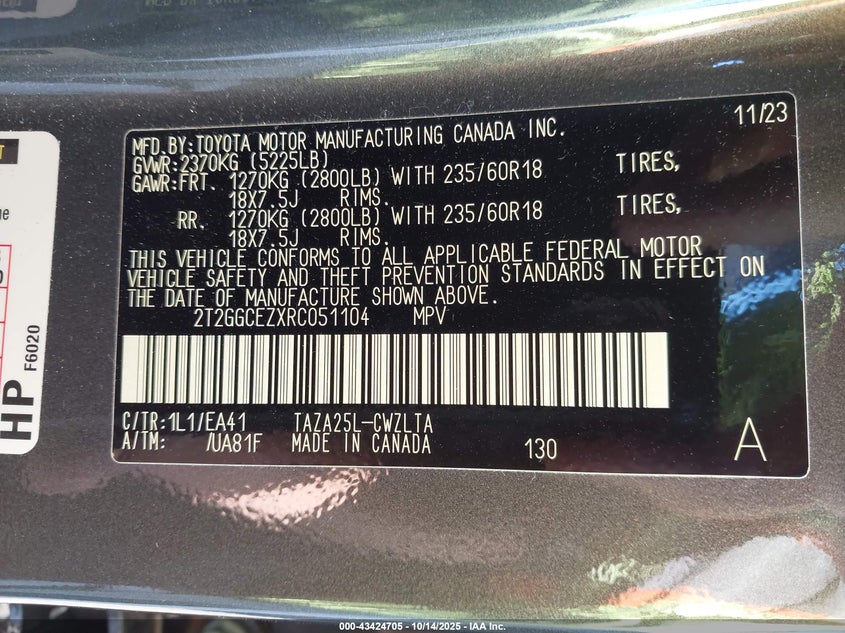 11/23
MFD.BY:TOYOTA MOTOR MANUFACTURING CANADA INC.
GVWR:2370KG (5225LB)
GAWR:FRT. 1270KG (2800LB) WITH 235/60R18 TIRES,
18X7.5J RIMS.
RR. 1270KG (2800LB) WITH 235/60R18 TIRES,
18X7.5J RIMS.
THIS VEHICLE CONFORMS TO ALL APPLICABLE FEDERAL MOTOR
VEHICLE SAFETY AND THEFT PREVENTION STANDARDS IN EFFECT ON
THE DATE OF MANUFACTURE SHOWN ABOVE.
2T2GGCEZXRC051104 MPV
C/TR:1L1/EA41 TAZA25L-CWZLTA
A/TM: /UA81F MADE IN CANADA 130 A
HP F6020
000-43424705 - 10/14/2025 - IAA Inc.